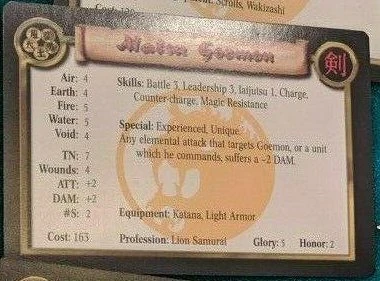 Scrolls, Wakizashi
Matsu Goemon
剣
Air: 4
Earth: 4
Fire: 5
Water: 5
Void: 4
TN: 7
Wounds: 4
ATT: +2
DAM: +2
#S: 2
Cost: 163
Skills: Battle 3, Leadership 3, Iaijutsu 1, Charge,
Counter-charge, Magic Resistance
Special: Experienced, Unique
Any elemental attack that targets Goemon, or a unit
which he commands, suffers a -2 DAM.
Equipment: Katana, Light Armor
Profession: Lion Samurai
Glory: 5 Honor: 2